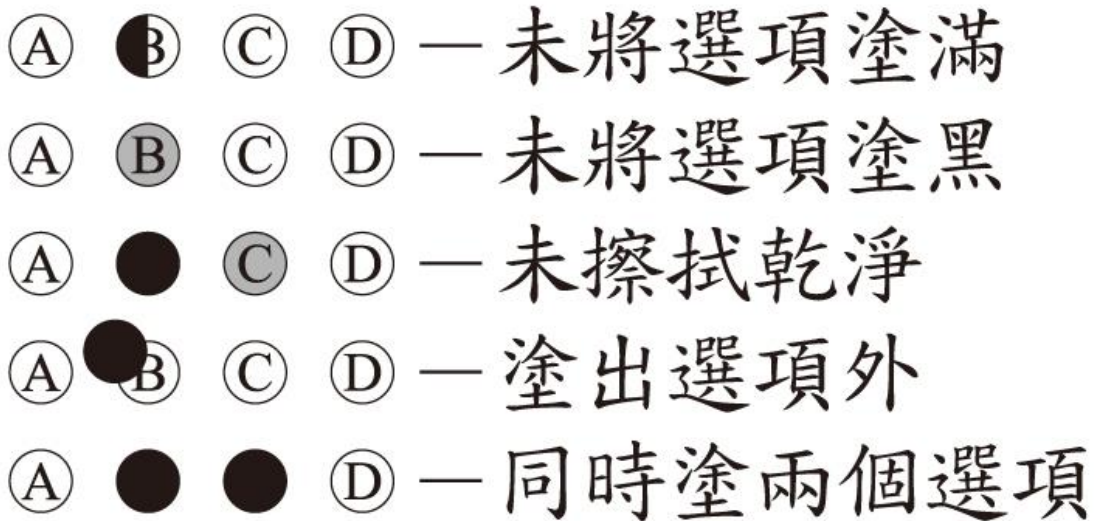 Ⓐ Ⓑ Ⓒ Ⓓ — 未將選項塗滿
Ⓐ Ⓑ Ⓒ Ⓓ — 未將選項塗黑
Ⓐ ● Ⓒ Ⓓ — 未擦拭乾淨
Ⓐ Ⓑ Ⓒ Ⓓ — 塗出選項外
Ⓐ ● ● Ⓓ — 同時塗兩個選項